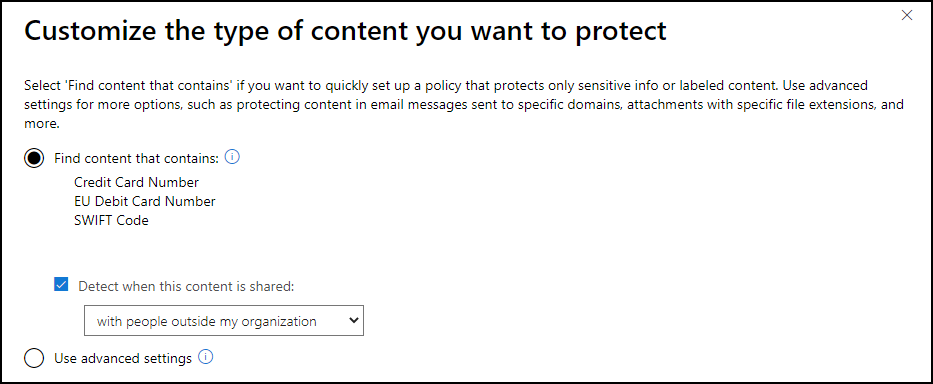 Customize the type of content you want to protect
Select 'Find content that contains' if you want to quickly set up a policy that protects only sensitive info or labeled content. Use advanced
settings for more options, such as protecting content in email messages sent to specific domains, attachments with specific file extensions, and
more.
Find content that contains:
Credit Card Number
EU Debit Card Number
SWIFT Code
Detect when this content is shared:
with people outside my organization
Use advanced settings